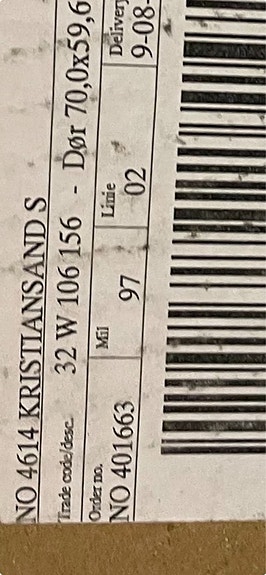 NO 4614 KRISTIANSAND S
Trade code/desc. 32 W 106 156 - Dør 70,0x59,6
Order no. Mil Linie Delivery
NO 401663 97 02 9-08-